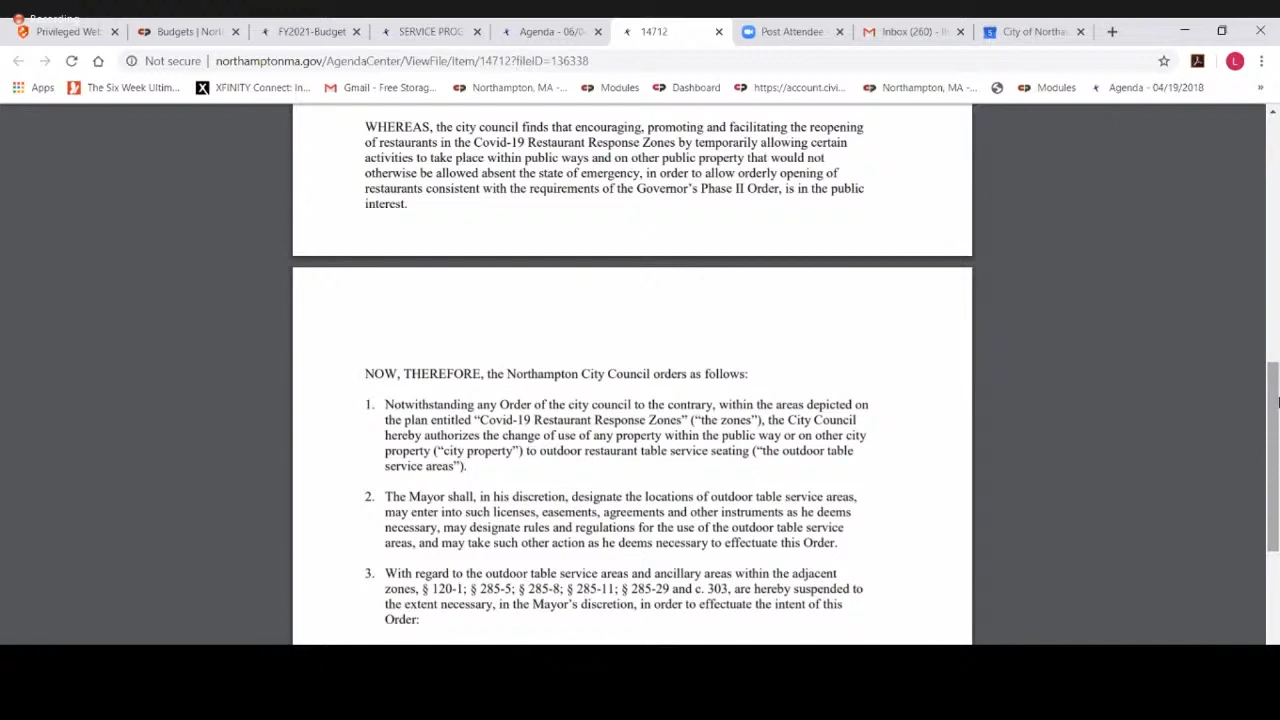 Recording
Privileged Wel
Budgets | Nort
FY2021-Budget
SERVICE PROG
Agenda - 06/0
14712
Post Attendee
Inbox (260) - l
City of Northa
Not secure | northamptonma.gov/AgendaCenter/ViewFile/Item/14712?fileID=136338
L
Apps
The Six Week Ultim...
XFINITY Connect: In...
Gmail - Free Storag...
Northampton, MA -...
Modules
Dashboard
https://account.civi...
Northampton, MA -...
Modules
Agenda - 04/19/2018
»
WHEREAS, the city council finds that encouraging, promoting and facilitating the reopening
of restaurants in the Covid-19 Restaurant Response Zones by temporarily allowing certain
activities to take place within public ways and on other public property that would not
otherwise be allowed absent the state of emergency, in order to allow orderly opening of
restaurants consistent with the requirements of the Governor's Phase II Order, is in the public
interest.
NOW, THEREFORE, the Northampton City Council orders as follows:
1. Notwithstanding any Order of the city council to the contrary, within the areas depicted on
the plan entitled “Covid-19 Restaurant Response Zones” (“the zones”), the City Council
hereby authorizes the change of use of any property within the public way or on other city
property (“city property”) to outdoor restaurant table service seating (“the outdoor table
service areas”).
2. The Mayor shall, in his discretion, designate the locations of outdoor table service areas,
may enter into such licenses, easements, agreements and other instruments as he deems
necessary, may designate rules and regulations for the use of the outdoor table service
areas, and may take such other action as he deems necessary to effectuate this Order.
3. With regard to the outdoor table service areas and ancillary areas within the adjacent
zones, § 120-1; § 285-5; § 285-8; § 285-11; § 285-29 and c. 303, are hereby suspended to
the extent necessary, in the Mayor's discretion, in order to effectuate the intent of this
Order: